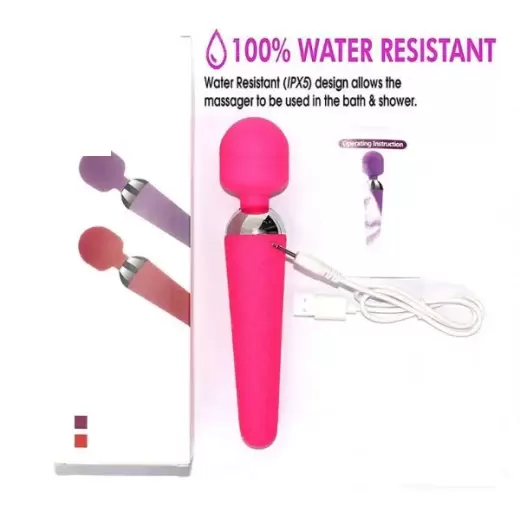 100% WATER RESISTANT
Water Resistant (IPX5) design allows the
massager to be used in the bath & shower.
Operating Instruction